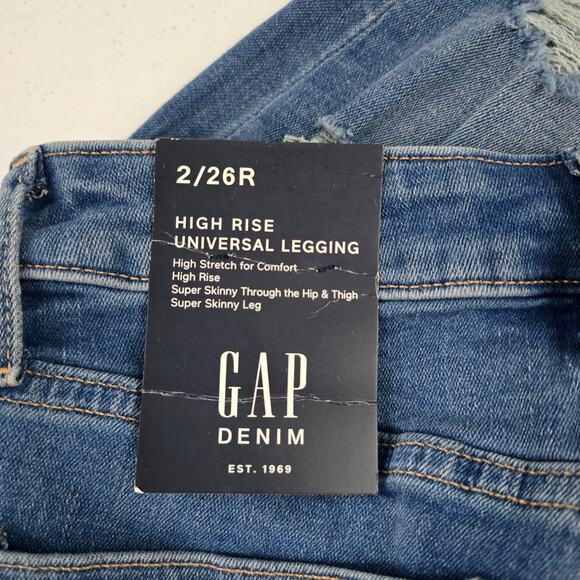 2/26R
HIGH RISE
UNIVERSAL LEGGING
High Stretch for Comfort
High Rise
Super Skinny Through the Hip & Thigh
Super Skinny Leg
GAP
DENIM
EST. 1969